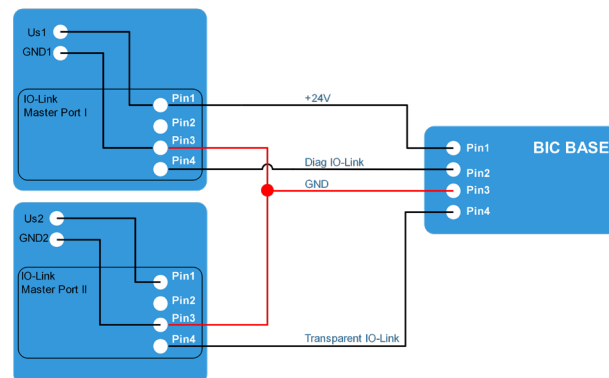 Us1
GND1
IO-Link
Master Port I
Pin1
Pin2
Pin3
Pin4
+24V
Diag IO-Link
GND
Transparent IO-Link
BIC BASE
Pin1
Pin2
Pin3
Pin4
Us2
GND2
IO-Link
Master Port II
Pin1
Pin2
Pin3
Pin4